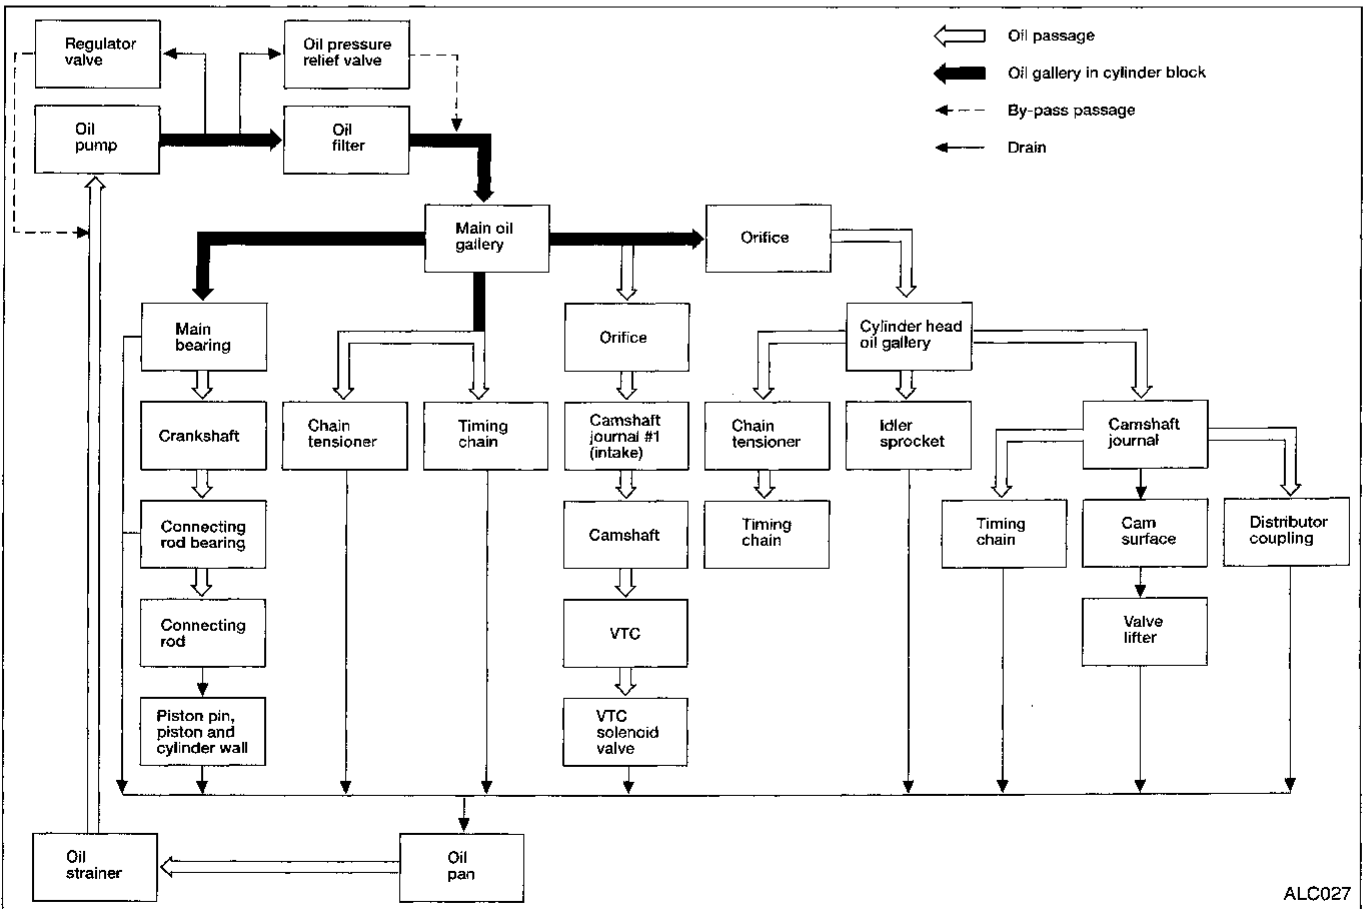 Regulator
valve
Oil pressure
relief valve
Oil passage
Oil gallery in cylinder block
By-pass passage
Drain
Oil
pump
Oil
filter
Main oil
gallery
Orifice
Main
bearing
Orifice
Cylinder head
oil gallery
Crankshaft
Chain
tensioner
Timing
chain
Camshaft
journal #1
(intake)
Chain
tensioner
Idler
sprocket
Camshaft
journal
Connecting
rod bearing
Camshaft
Timing
chain
Timing
chain
Cam
surface
Distributor
coupling
Connecting
rod
VTC
Valve
lifter
Piston pin,
piston and
cylinder wall
VTC
solenoid
valve
Oil
strainer
Oil
pan
ALC027